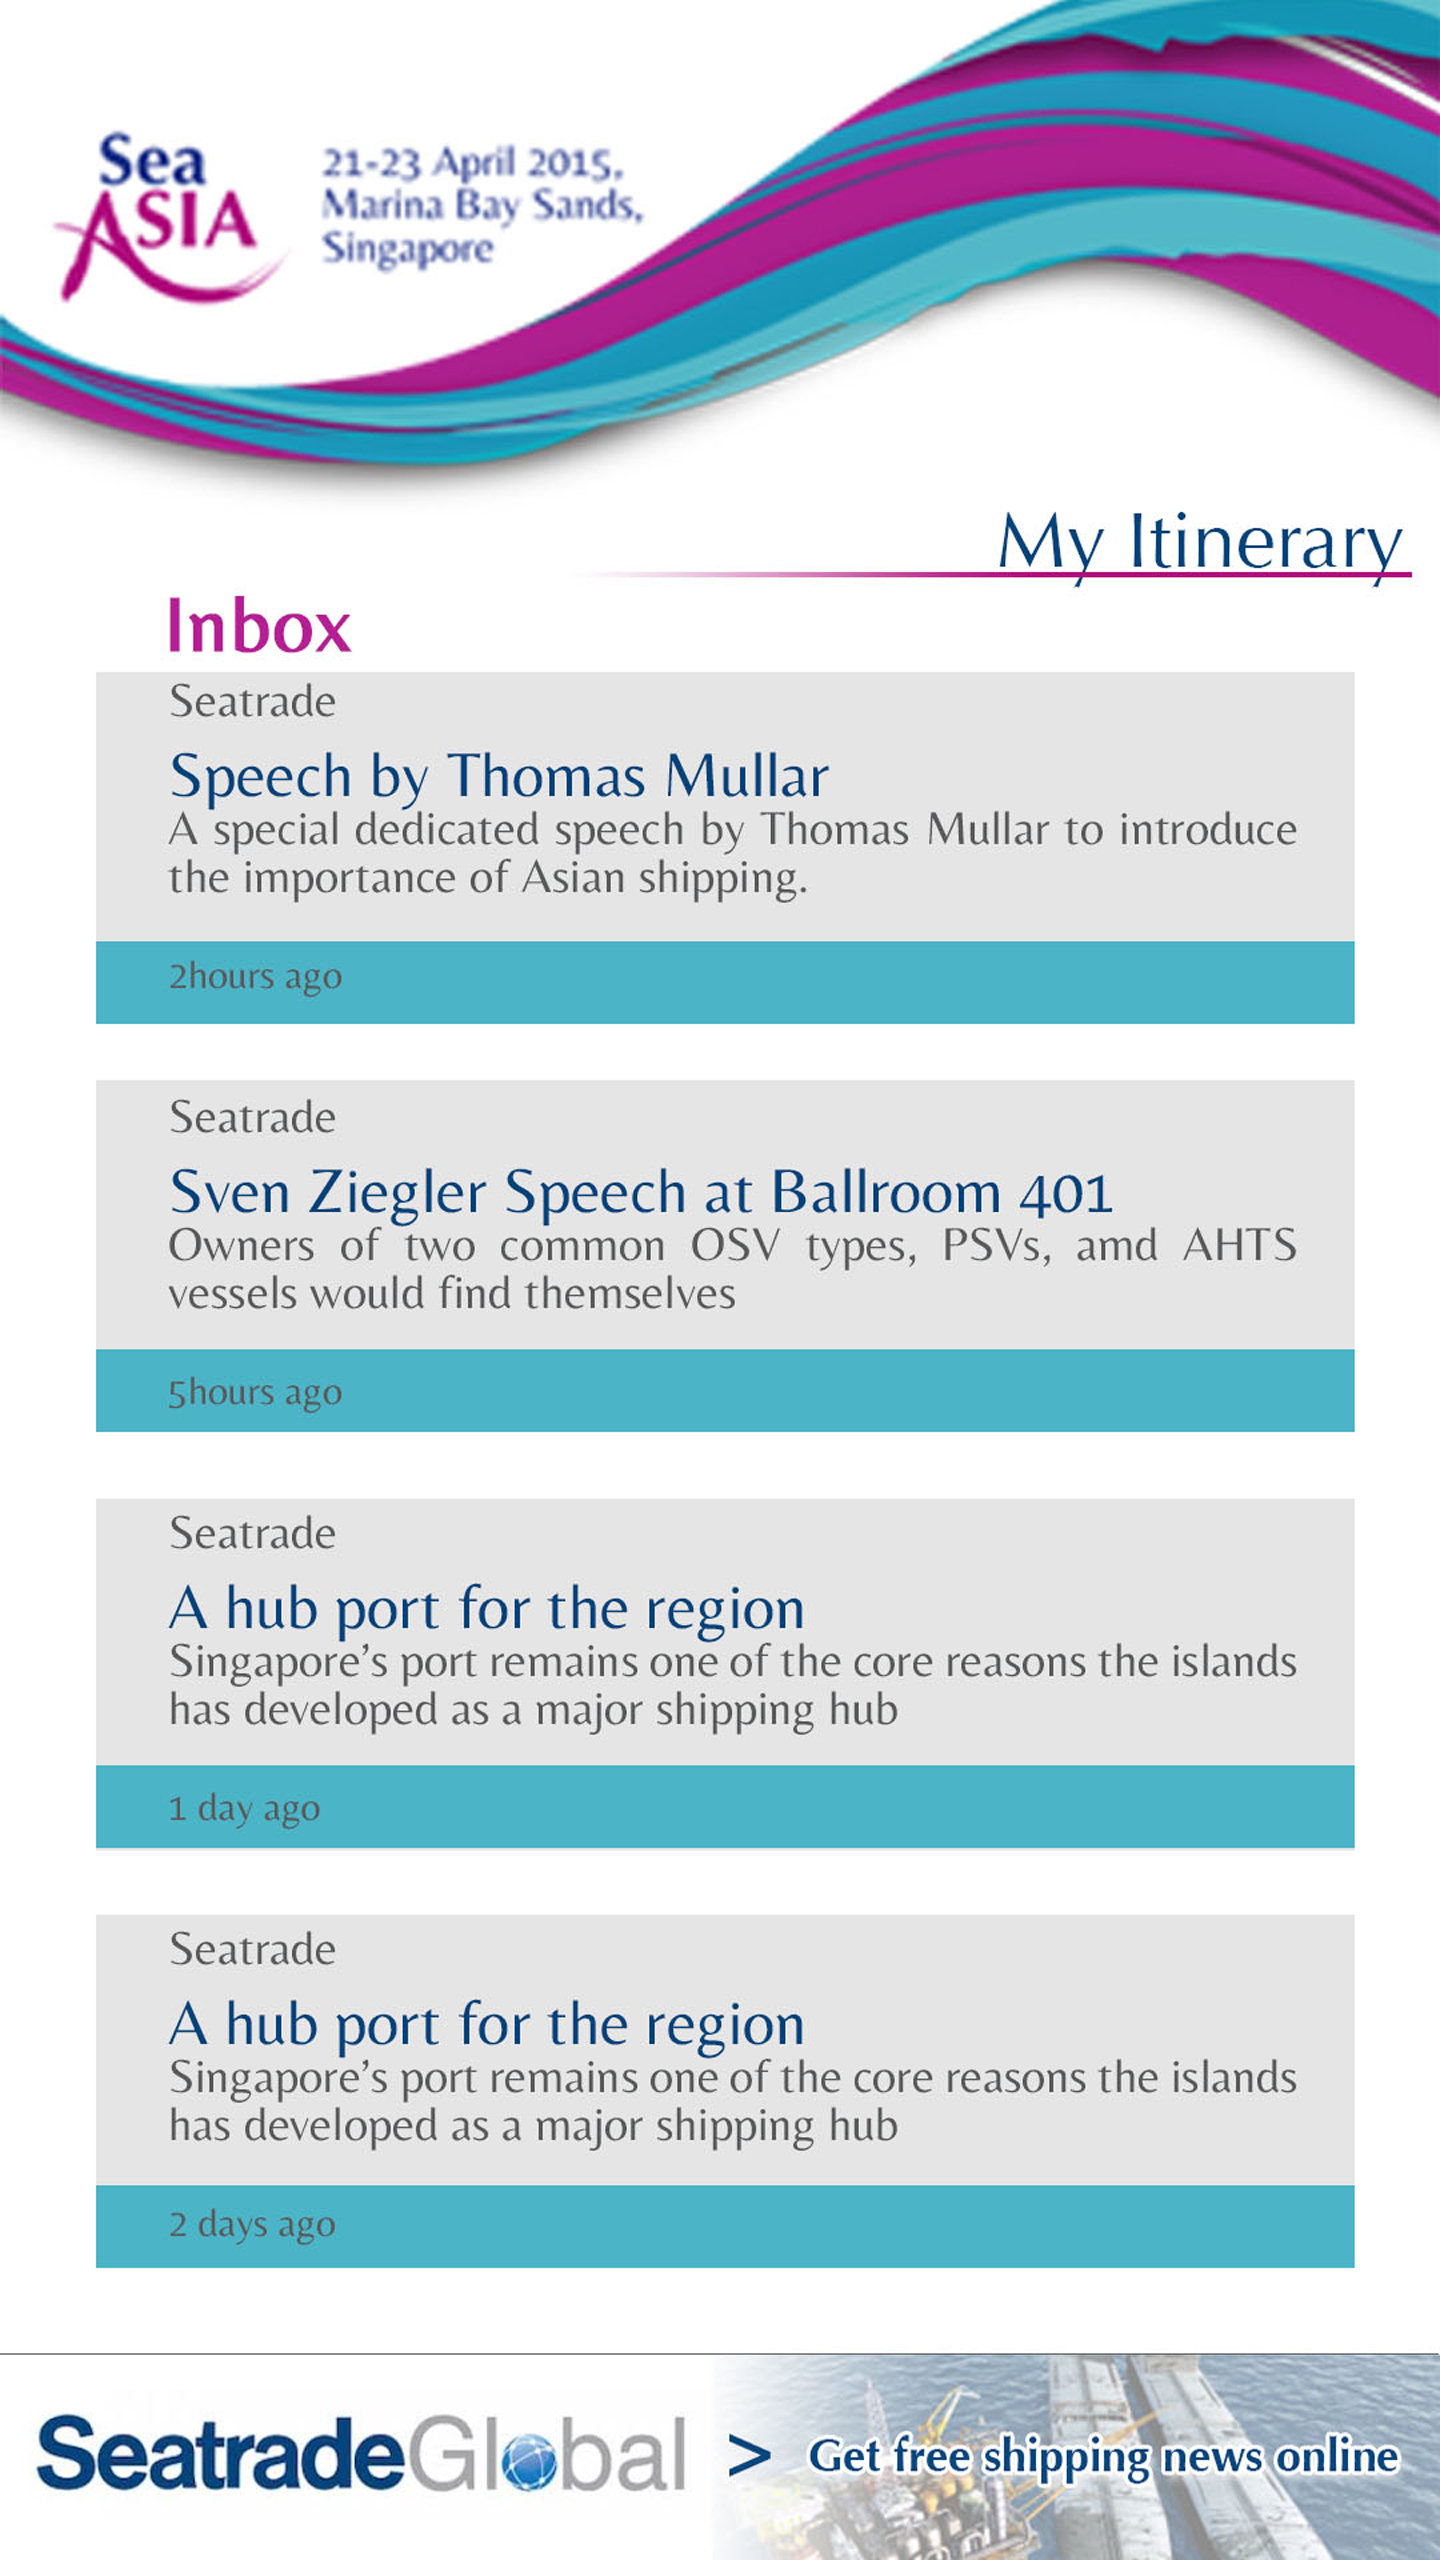 Sea
ASIA
21-23 April 2015,
Marina Bay Sands,
Singapore
My Itinerary
Inbox
Seatrade
Speech by Thomas Mullar
A special dedicated speech by Thomas Mullar to introduce
the importance of Asian shipping.
2hours ago
Seatrade
Sven Ziegler Speech at Ballroom 401
Owners of two common OSV types, PSVs, amd AHTS
vessels would find themselves
5hours ago
Seatrade
A hub port for the region
Singapore’s port remains one of the core reasons the islands
has developed as a major shipping hub
1 day ago
Seatrade
A hub port for the region
Singapore’s port remains one of the core reasons the islands
has developed as a major shipping hub
2 days ago
SeatradeGlobal > Get free shipping news online